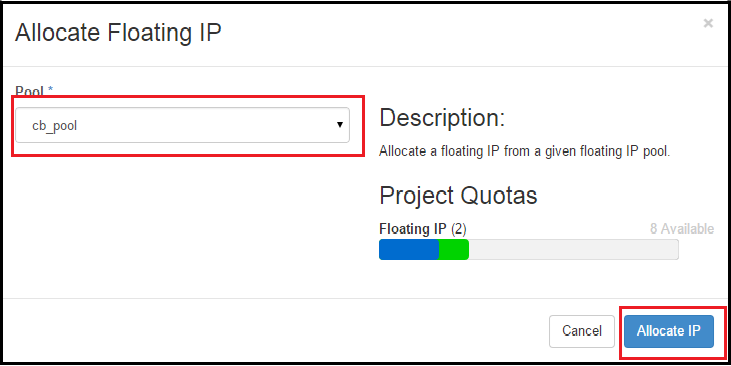 Allocate Floating IP
×
Pool *
cb_pool
Description:
Allocate a floating IP from a given floating IP pool.
Project Quotas
Floating IP (2) 8 Available
Cancel Allocate IP